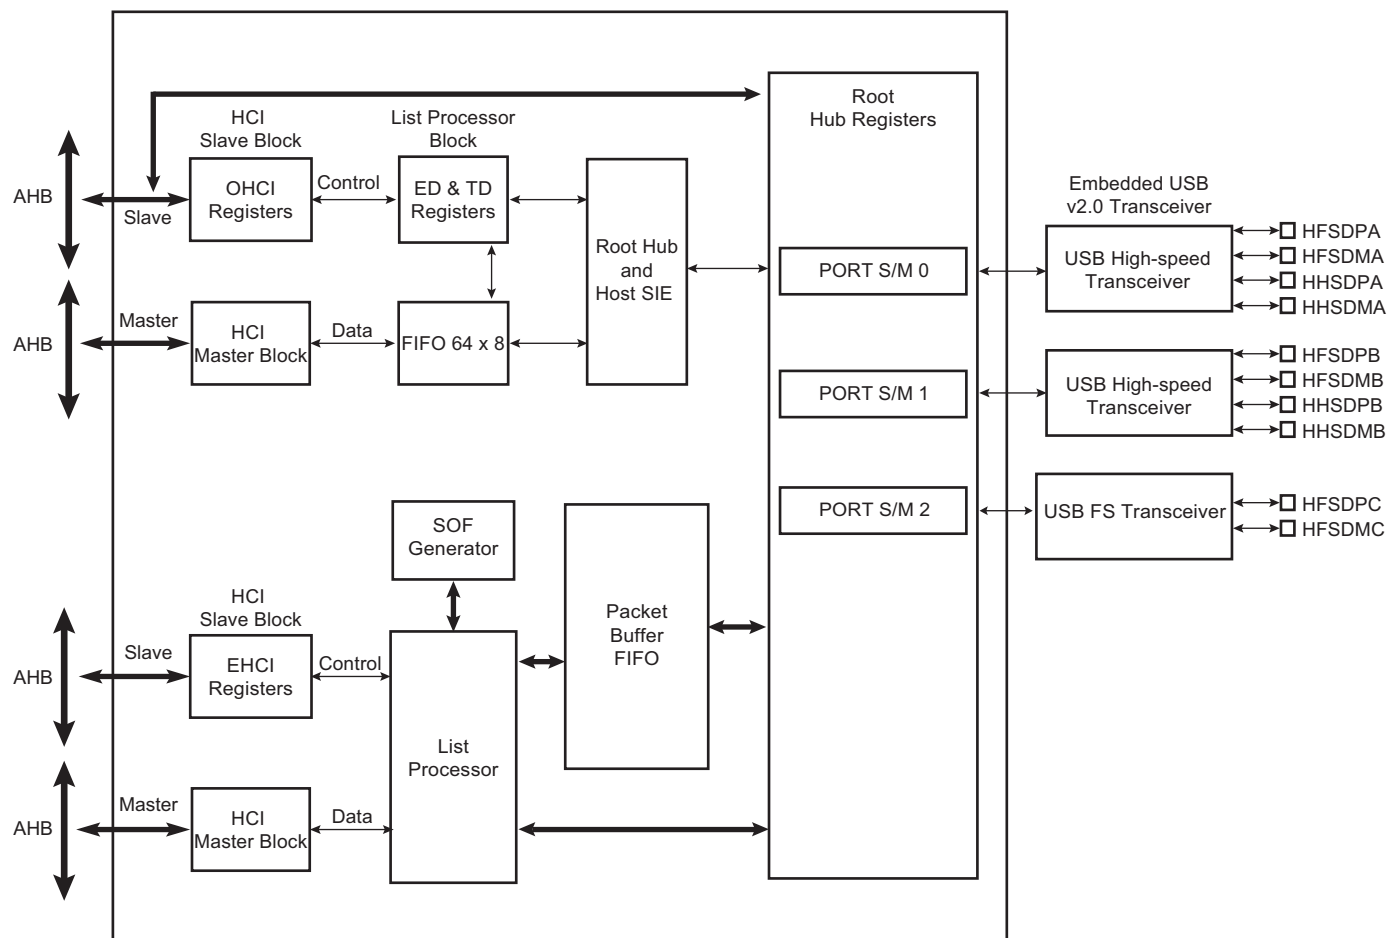 Root
Hub Registers
HCI
Slave Block
List Processor
Block
AHB
Slave
OHCI
Registers
Control
ED & TD
Registers
Root Hub
and
Host SIE
AHB
Master
HCI
Master Block
Data
FIFO 64 x 8
PORT S/M 0
PORT S/M 1
PORT S/M 2
Embedded USB
v2.0 Transceiver
USB High-speed
Transceiver
HFSDPA
HFSDMA
HHSDPA
HHSDMA
USB High-speed
Transceiver
HFSDPB
HFSDMB
HHSDPB
HHSDMB
USB FS Transceiver
HFSDPC
HFSDMC
SOF
Generator
Packet
Buffer
FIFO
HCI
Slave Block
AHB
Slave
EHCI
Registers
Control
List
Processor
AHB
Master
HCI
Master Block
Data